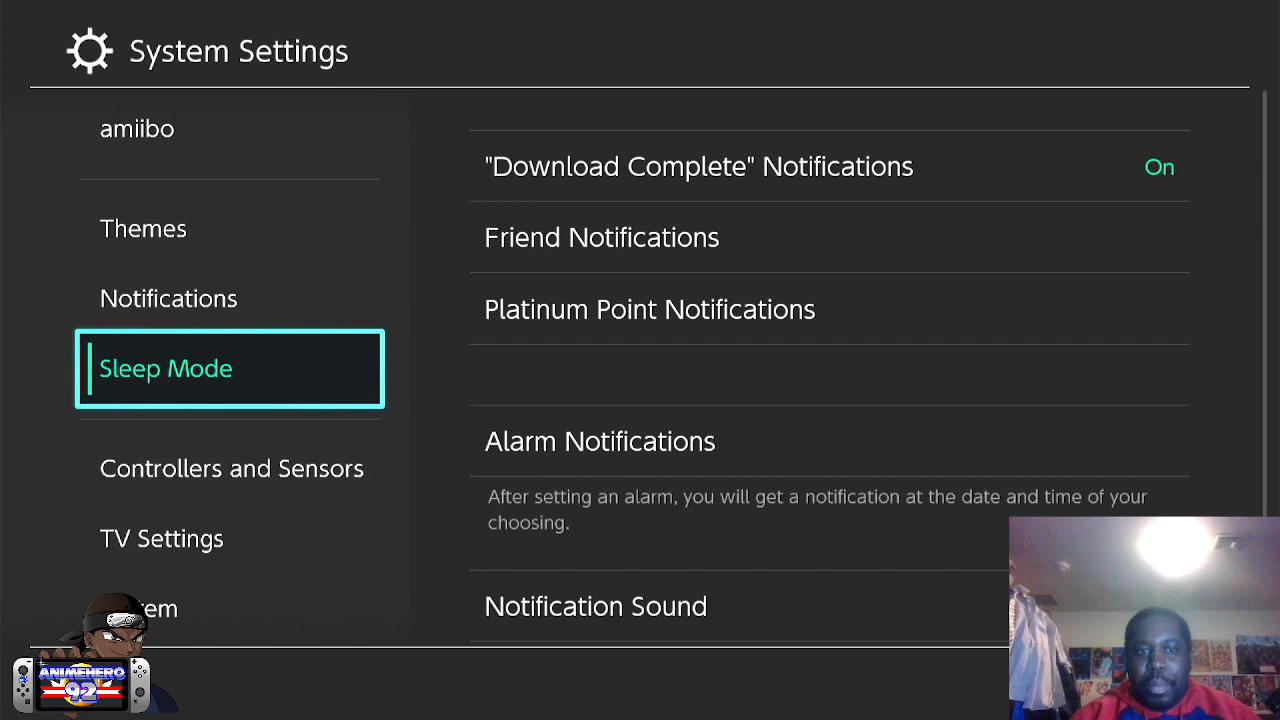 System Settings
amiibo
Themes
Notifications
Sleep Mode
Controllers and Sensors
TV Settings
"Download Complete" Notifications On
Friend Notifications
Platinum Point Notifications
Alarm Notifications
After setting an alarm, you will get a notification at the date and time of your
choosing.
Notification Sound
ANIMEHERO
92